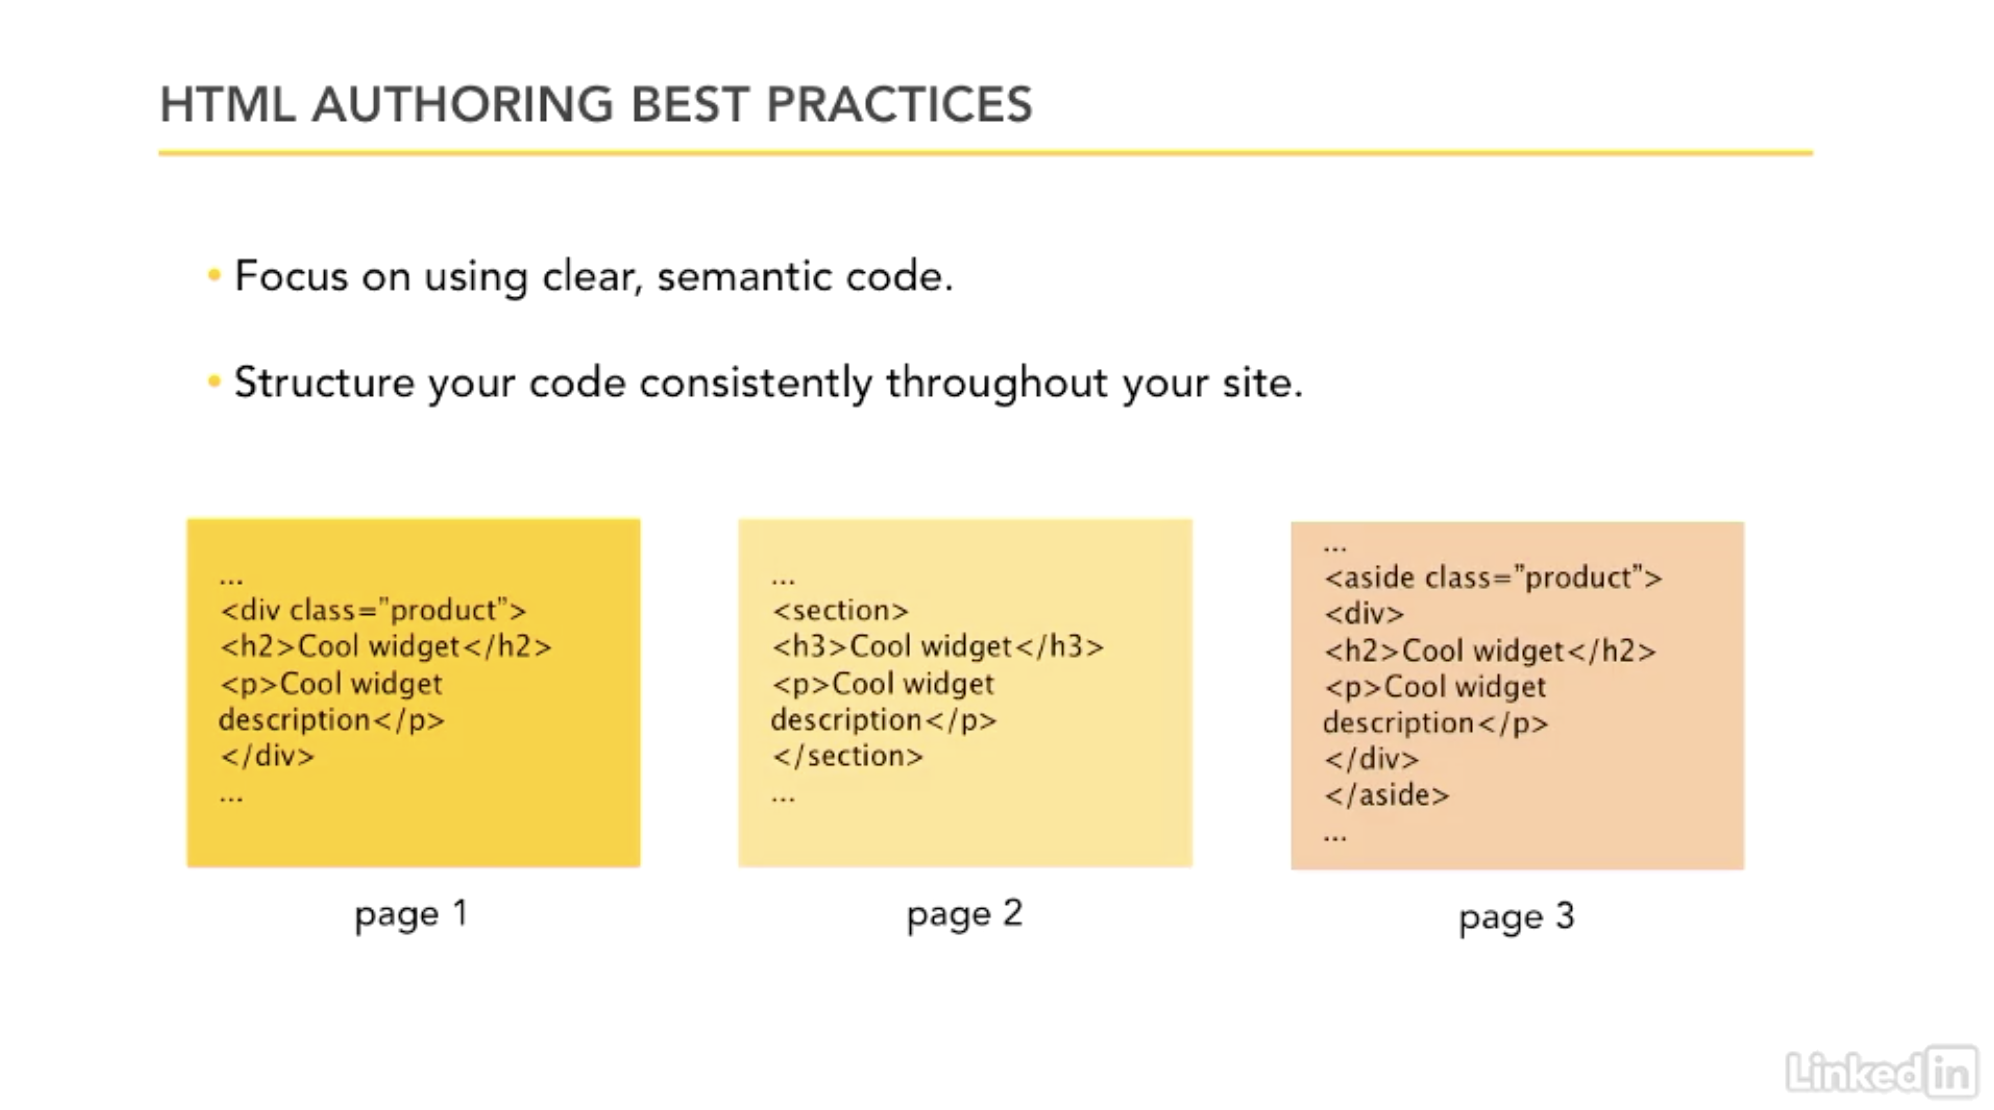 HTML AUTHORING BEST PRACTICES
• Focus on using clear, semantic code.
• Structure your code consistently throughout your site.
...
<div class=”product”>
<h2>Cool widget</h2>
<p>Cool widget
description</p>
</div>
...
page 1
...
<section>
<h3>Cool widget</h3>
<p>Cool widget
description</p>
</section>
...
page 2
...
<aside class=”product”>
<div>
<h2>Cool widget</h2>
<p>Cool widget
description</p>
</div>
</aside>
...
page 3
Linked in